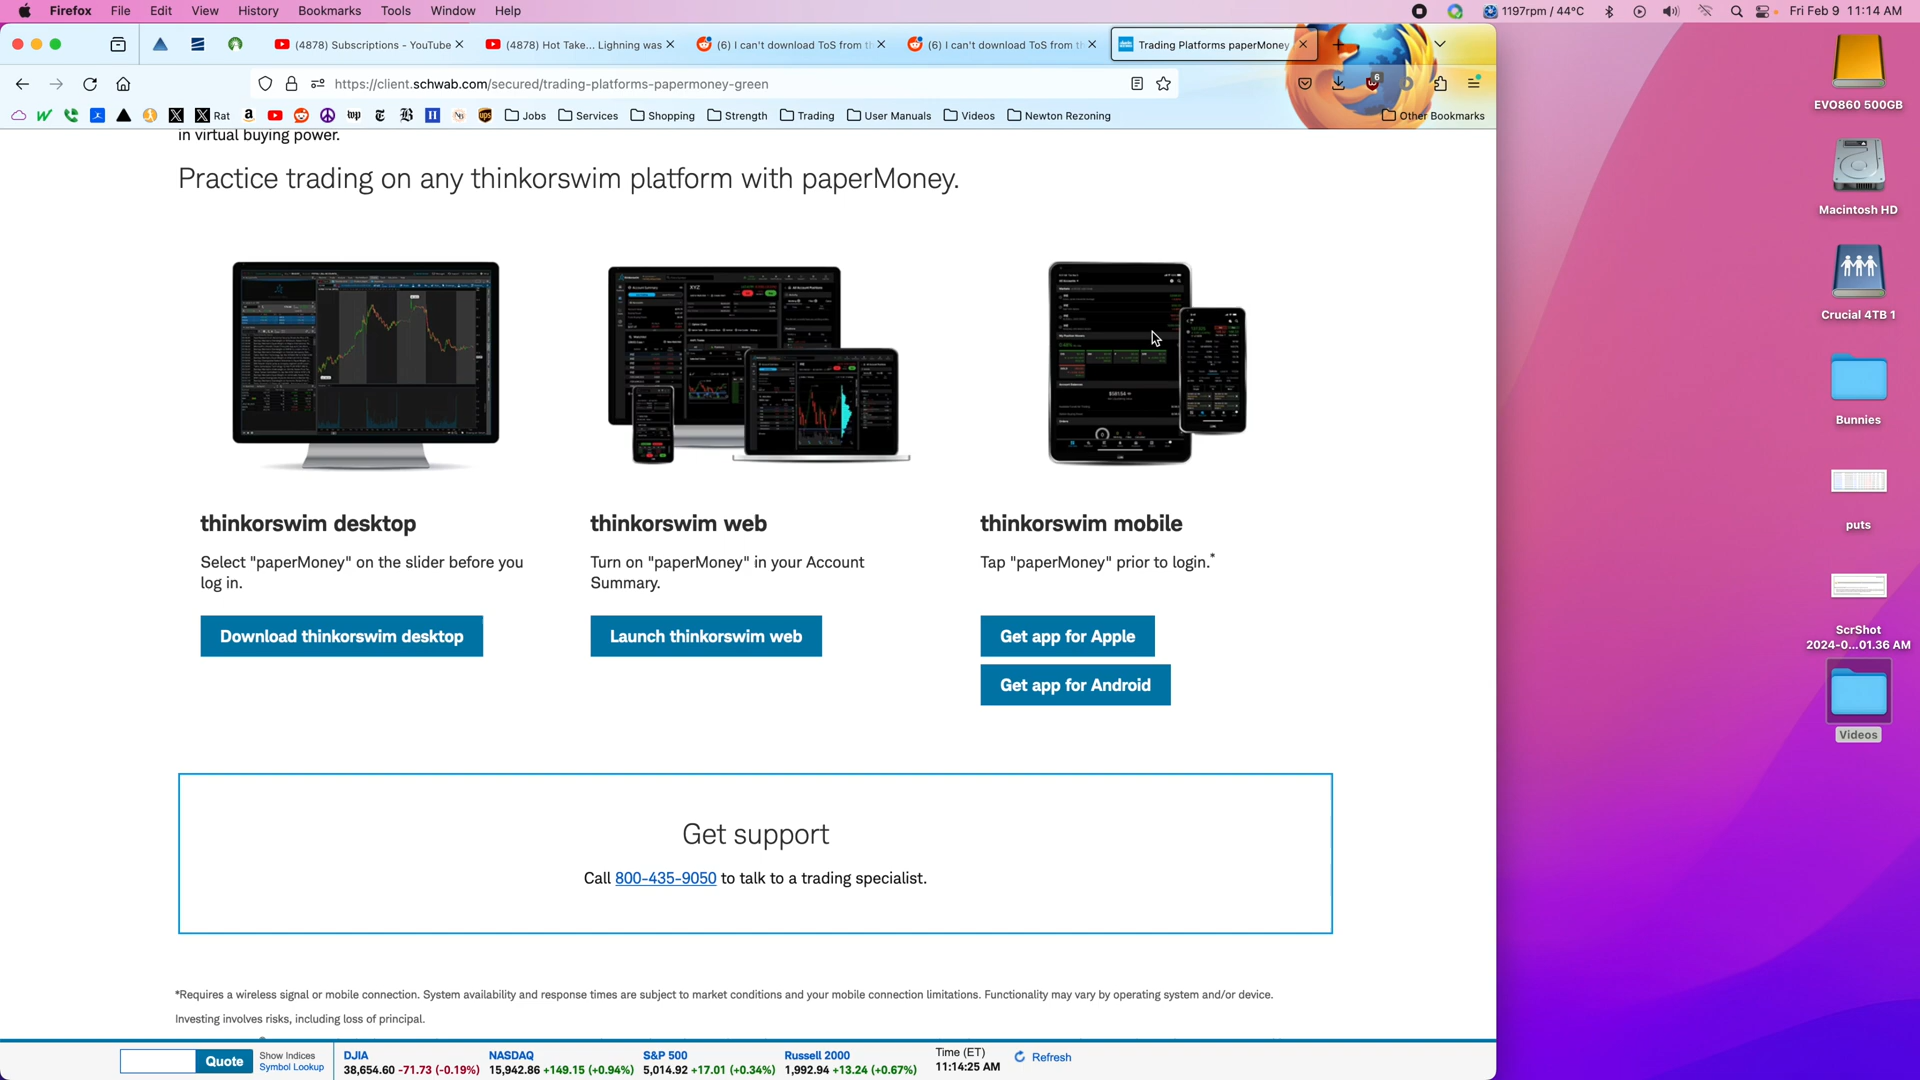 Firefox File Edit View History Bookmarks Tools Window Help 1197rpm / 44°C Fri Feb 9 11:14 AM
(4878) Subscriptions - YouTube (4878) Hot Take... Lighning was (6) I can't download ToS from t (6) I can't download ToS from t Trading Platforms paperMoney
https://client.schwab.com/secured/trading-platforms-papermoney-green 6
Rat Jobs Services Shopping Strength Trading User Manuals Videos Newton Rezoning Other Bookmarks
in virtual buying power.
Practice trading on any thinkorswim platform with paperMoney.
thinkorswim desktop
Select "paperMoney" on the slider before you
log in.
Download thinkorswim desktop
thinkorswim web
Turn on "paperMoney" in your Account
Summary.
Launch thinkorswim web
thinkorswim mobile
Tap "paperMoney" prior to login.*
Get app for Apple
Get app for Android
Get support
Call 800-435-9050 to talk to a trading specialist.
*Requires a wireless signal or mobile connection. System availability and response times are subject to market conditions and your mobile connection limitations. Functionality may vary by operating system and/or device.
Investing involves risks, including loss of principal.
Quote
Show Indices
Symbol Lookup
DJIA
38,654.60 -71.73 (-0.19%)
NASDAQ
15,942.86 +149.15 (+0.94%)
S&P 500
5,014.92 +17.01 (+0.34%)
Russell 2000
1,992.94 +13.24 (+0.67%)
Time (ET)
11:14:25 AM
Refresh
EVO860 500GB
Macintosh HD
Crucial 4TB 1
Bunnies
puts
ScrShot
2024-0...01.36 AM
Videos